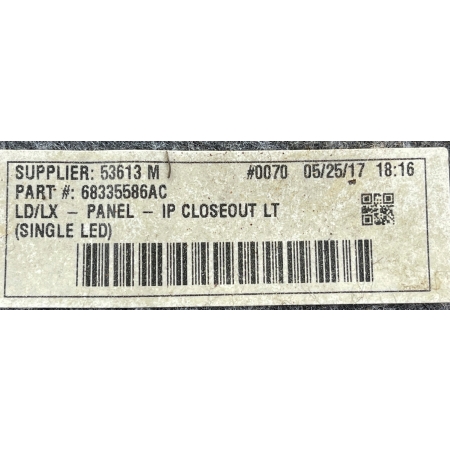 SUPPLIER: 53613 M #0070 05/25/17 18:16
PART #: 68335586AC
LD/LX - PANEL - IP CLOSEOUT LT
(SINGLE LED)